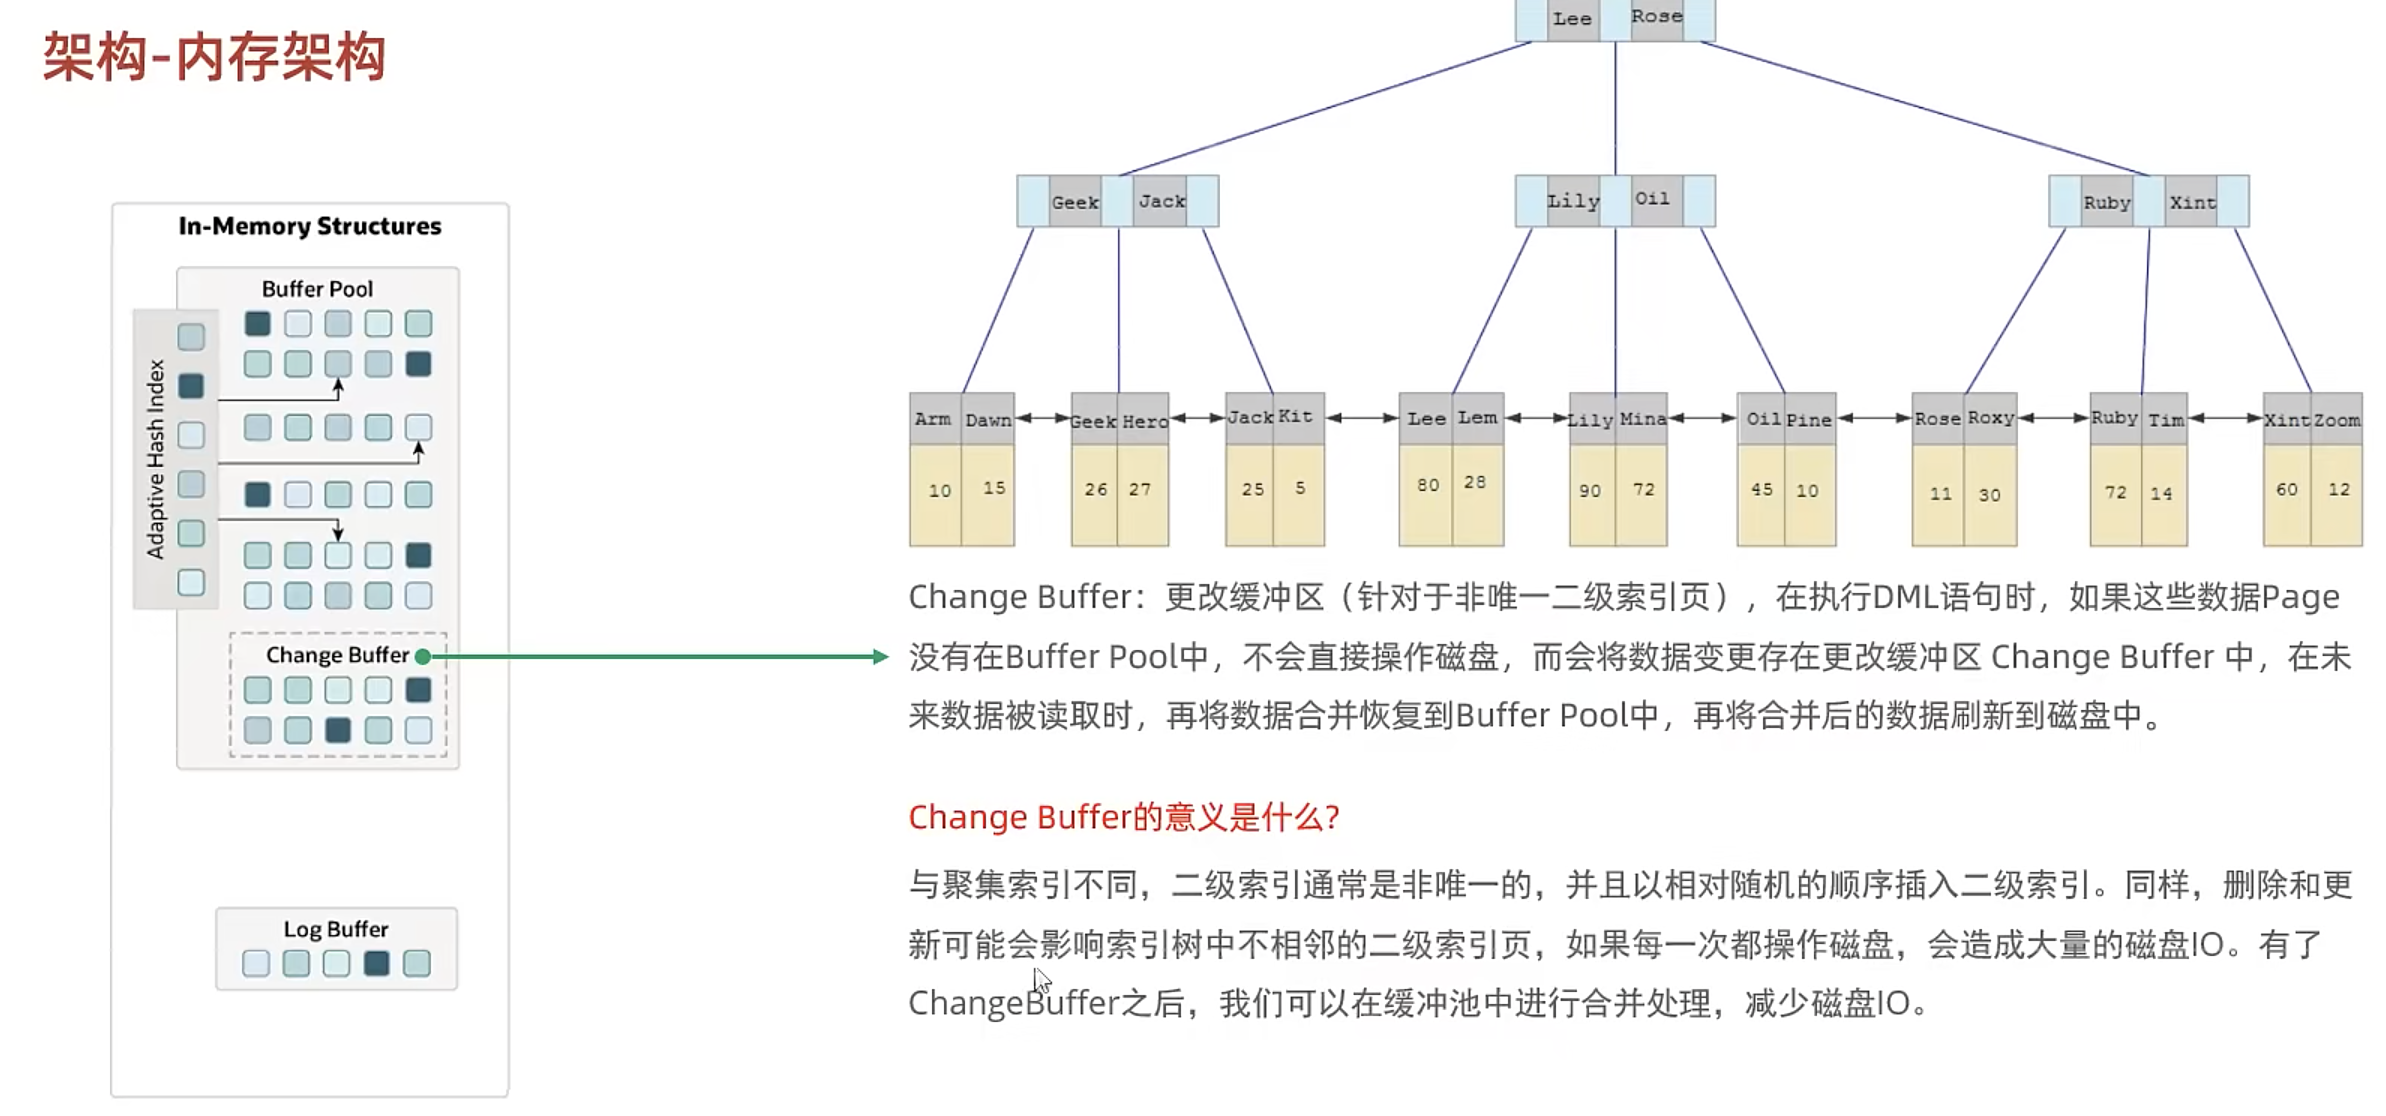 架构-内存架构
In-Memory Structures
Buffer Pool
Adaptive Hash Index
Change Buffer
Log Buffer
Lee Rose
Geek Jack Lily Oil Ruby Xint
Arm Dawn Geek Hero Jack Kit Lee Lem Lily Mina Oil Pine Rose Roxy Ruby Tim Xint Zoom
10 15 26 27 25 5 80 28 90 72 45 10 11 30 72 14 60 12
Change Buffer：更改缓冲区（针对于非唯一二级索引页），在执行DML语句时，如果这些数据Page
没有在Buffer Pool中，不会直接操作磁盘，而会将数据变更存在更改缓冲区 Change Buffer 中，在未
来数据被读取时，再将数据合并恢复到Buffer Pool中，再将合并后的数据刷新到磁盘中。
Change Buffer的意义是什么?
与聚集索引不同，二级索引通常是非唯一的，并且以相对随机的顺序插入二级索引。同样，删除和更
新可能会影响索引树中不相邻的二级索引页，如果每一次都操作磁盘，会造成大量的磁盘IO。有了
ChangeBuffer之后，我们可以在缓冲池中进行合并处理，减少磁盘IO。